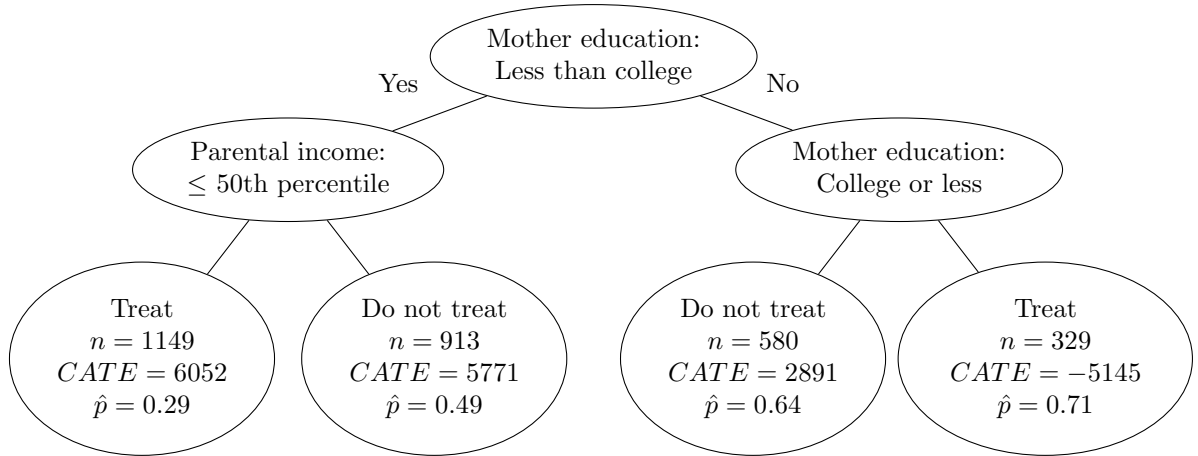 Mother education:
Less than college
Yes
No
Parental income:
≤ 50th percentile
Mother education:
College or less
Treat
n = 1149
CATE = 6052
p̂ = 0.29
Do not treat
n = 913
CATE = 5771
p̂ = 0.49
Do not treat
n = 580
CATE = 2891
p̂ = 0.64
Treat
n = 329
CATE = −5145
p̂ = 0.71